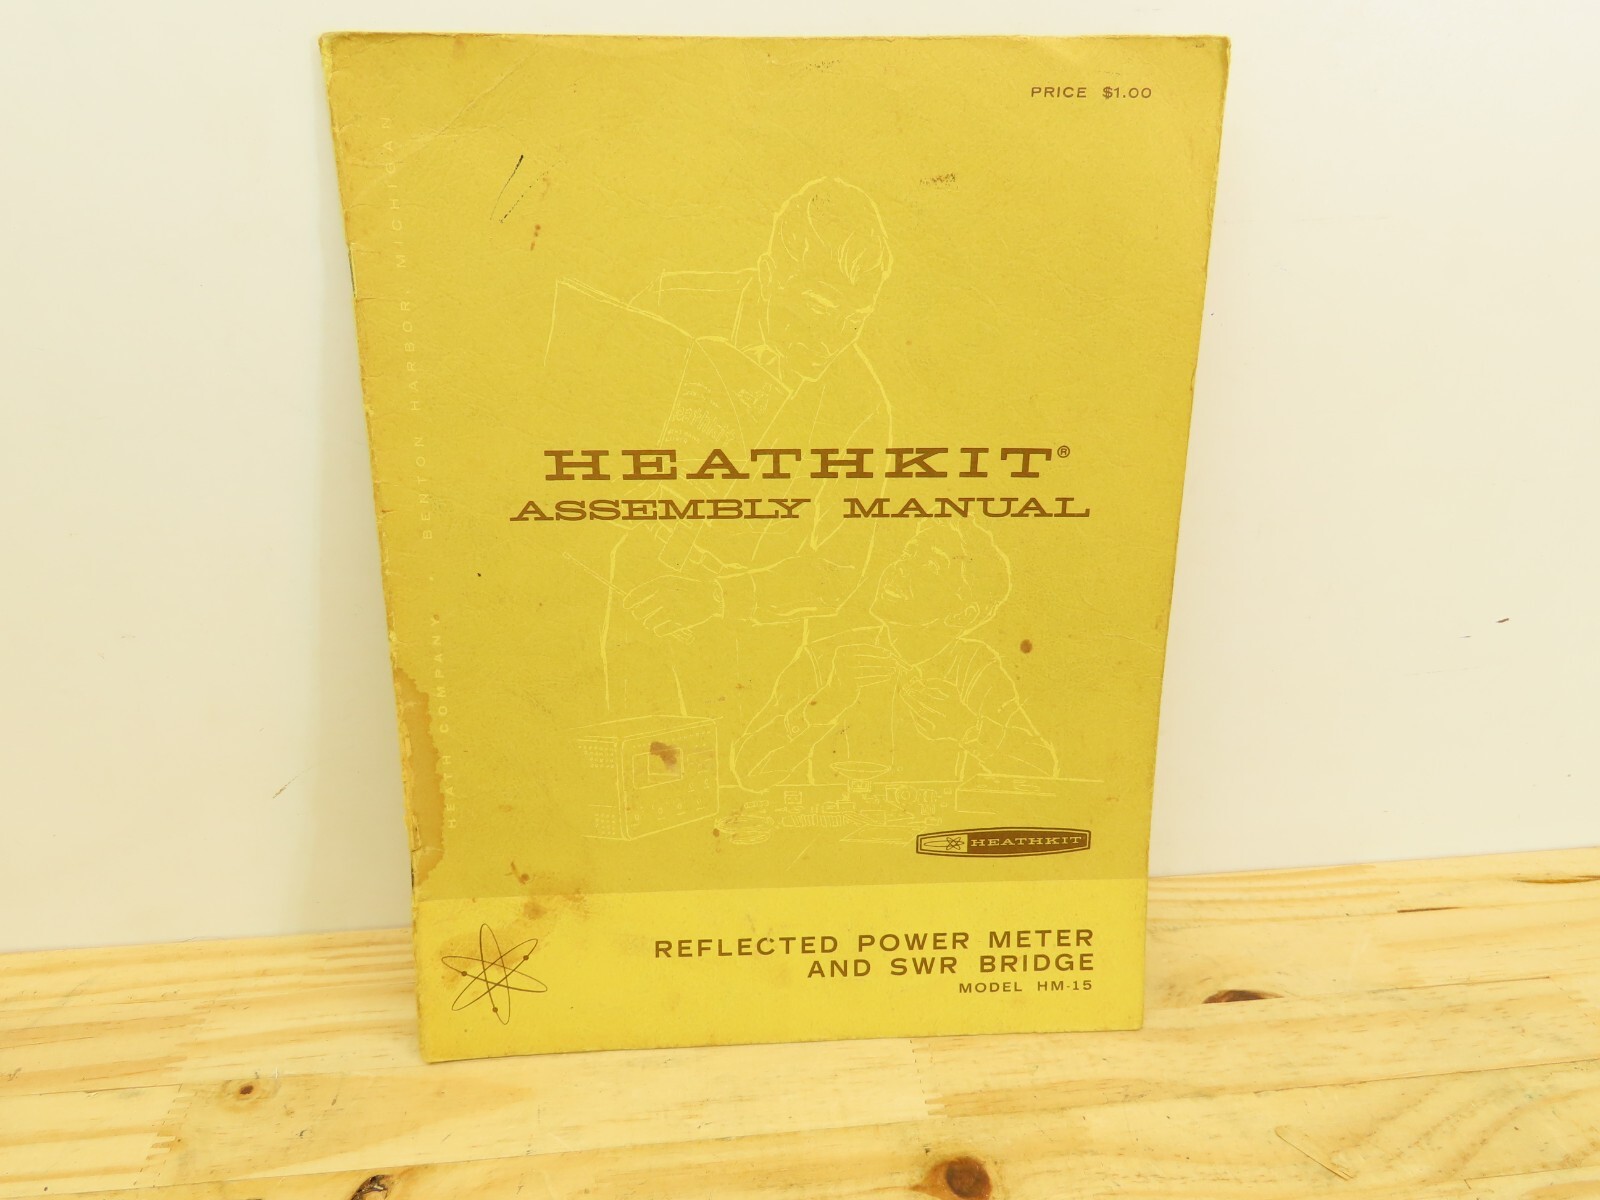 PRICE $1.00
HEATHKIT®
ASSEMBLY MANUAL
HEATH COMPANY • BENTON HARBOR, MICHIGAN
HEATHKIT
REFLECTED POWER METER
AND SWR BRIDGE
MODEL HM-15